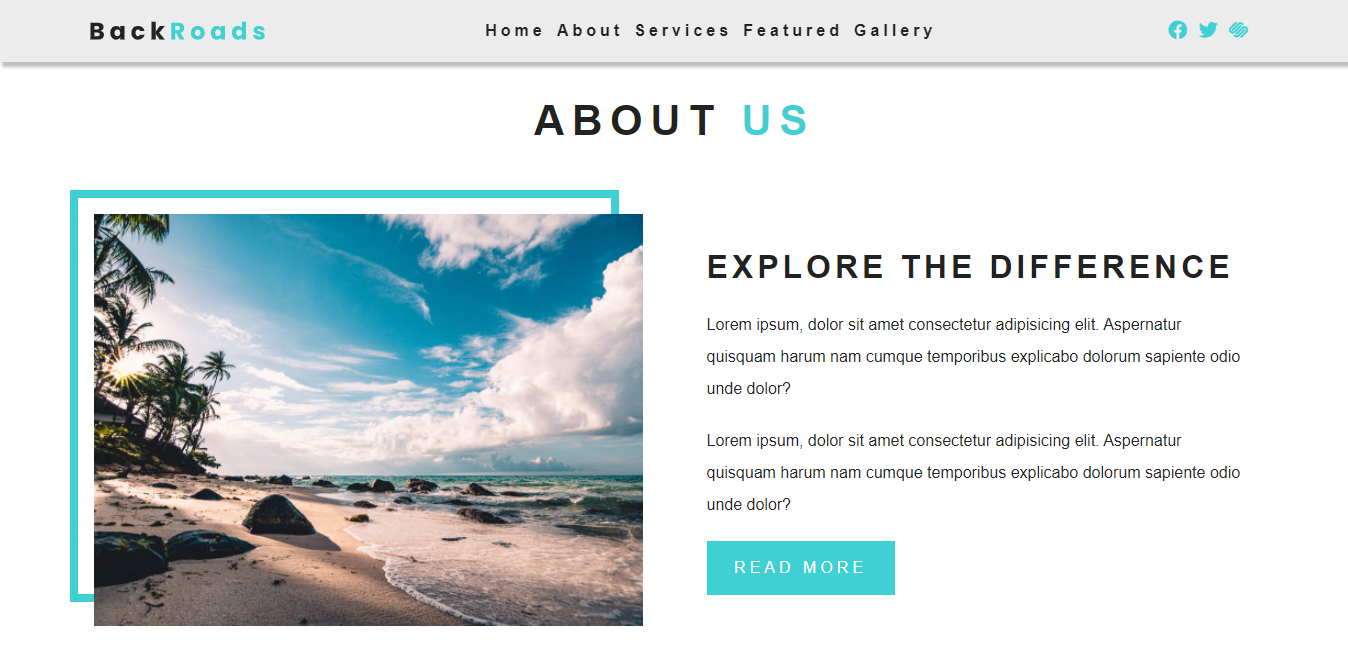 BackRoads
Home About Services Featured Gallery
ABOUT US
EXPLORE THE DIFFERENCE
Lorem ipsum, dolor sit amet consectetur adipisicing elit. Aspernatur
quisquam harum nam cumque temporibus explicabo dolorum sapiente odio
unde dolor?
Lorem ipsum, dolor sit amet consectetur adipisicing elit. Aspernatur
quisquam harum nam cumque temporibus explicabo dolorum sapiente odio
unde dolor?
READ MORE